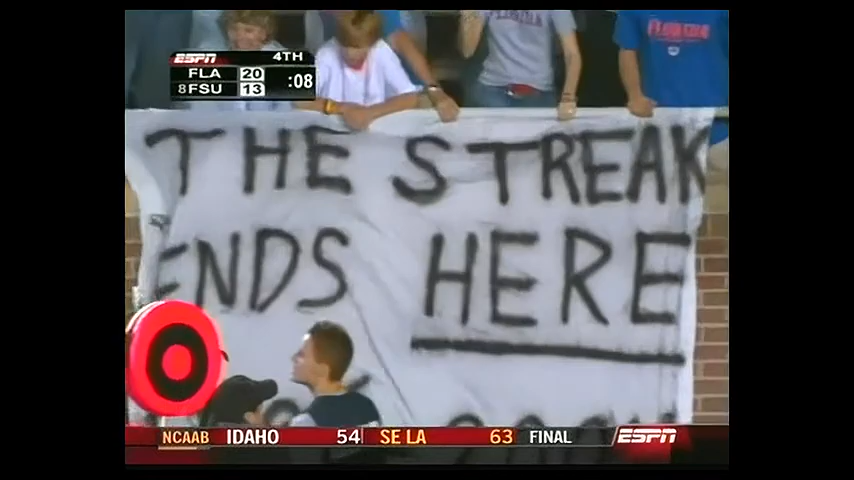 ESPN 4TH
FLA 20
8 FSU 13
:08
FLORIDA
THE STREAK
ENDS HERE
NCAAB IDAHO 54 SE LA 63 FINAL ESPN